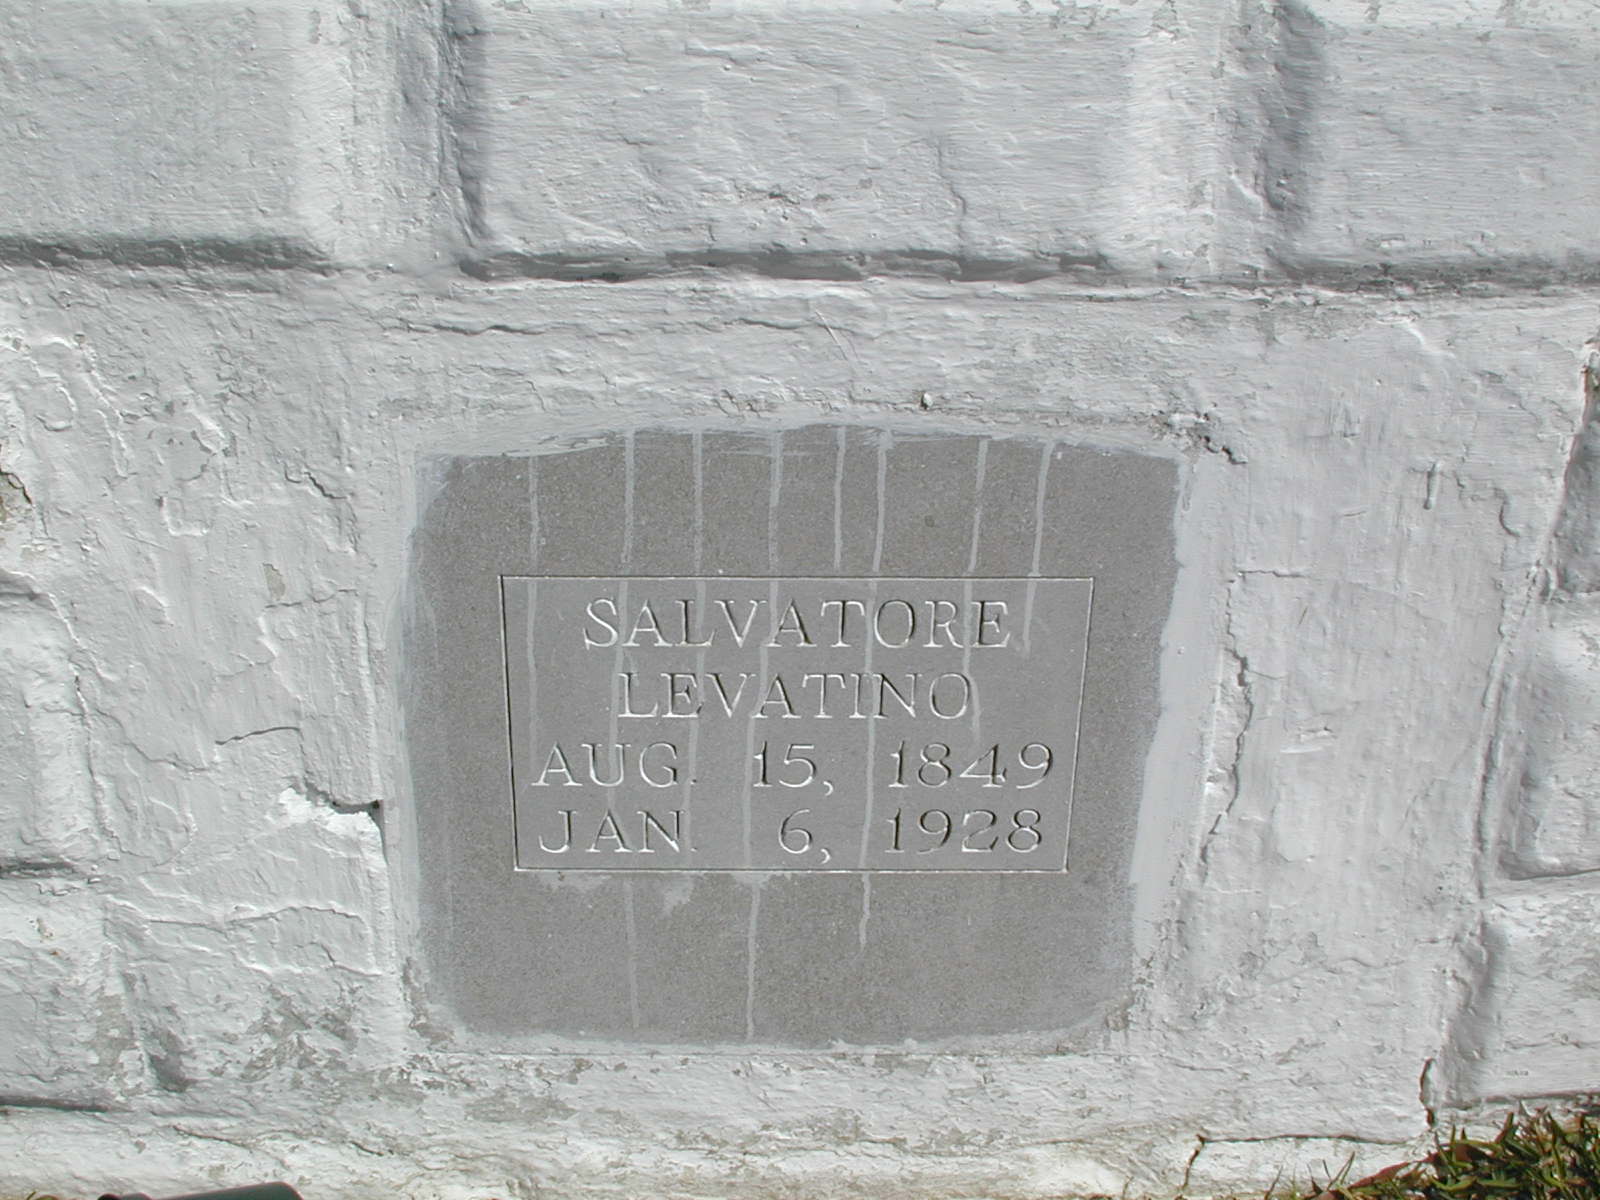 SALVATORE
LEVATINO
AUG. 15, 1849
JAN. 6, 1928